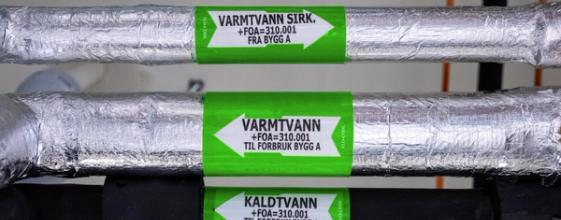 VARMTVANN SIRK.
+FOA=310.001
FRA BYGG A
VARMTVANN
+FOA=310.001
TIL FORBRUK BYGG A
KALDTVANN
+FOA=310.001